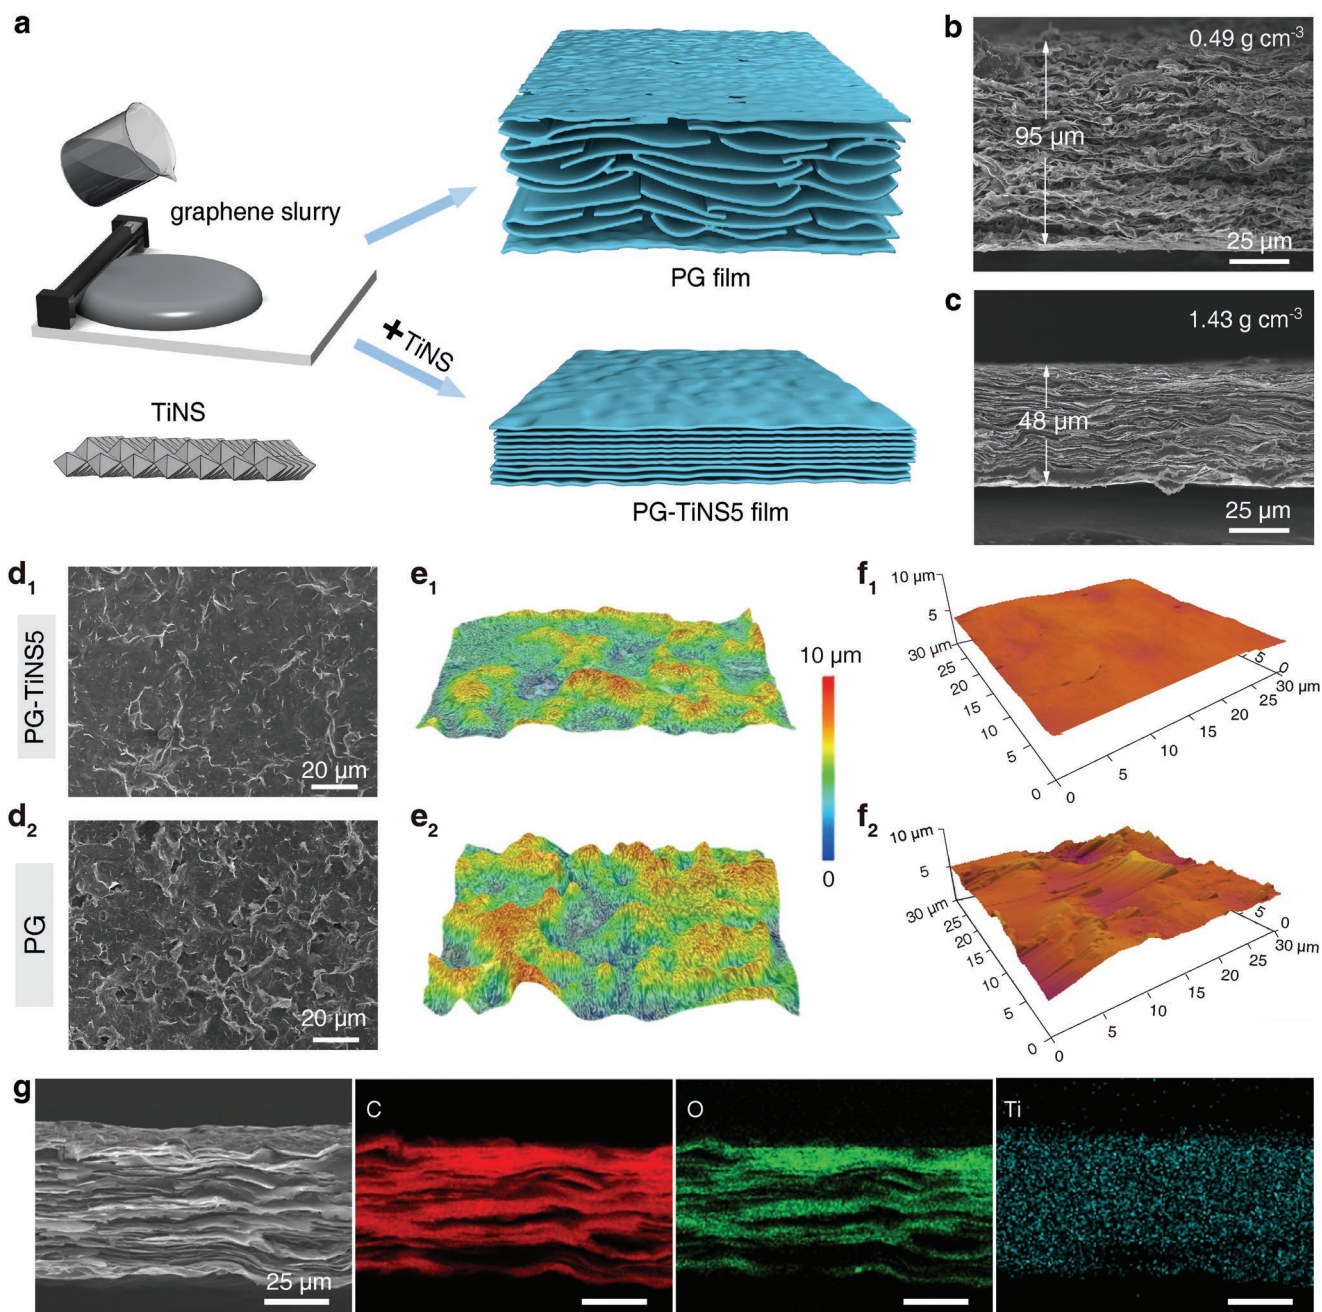 a
graphene slurry
TiNS
PG film
+TiNS
PG-TiNS5 film
b
0.49 g cm⁻³
95 µm
25 µm
c
1.43 g cm⁻³
48 µm
25 µm
d₁
PG-TiNS5
20 µm
e₁
10 µm
0
f₁
10 µm
5
30 µm
25
20
15
10
5
0
0
5
10
15
20
25
30 µm
5
0
d₂
PG
20 µm
e₂
f₂
10 µm
5
30 µm
25
20
15
10
5
0
0
5
10
15
20
25
30 µm
5
0
g
25 µm
C
O
Ti